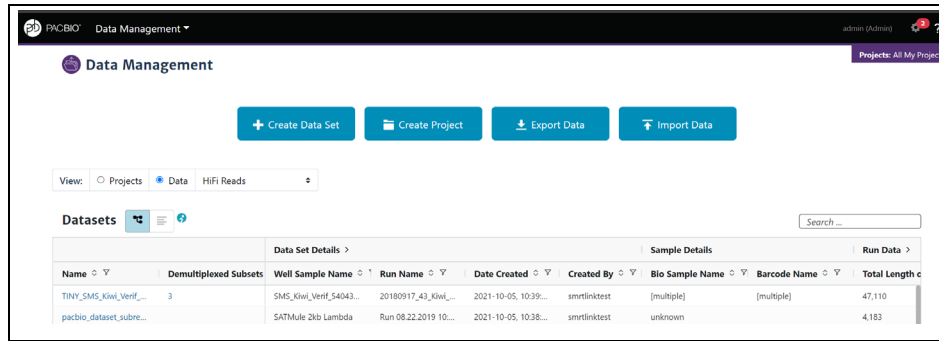 PACBIO® Data Management admin (Admin) 3 ?
Projects: All My Projec
Data Management
Create Data Set Create Project Export Data Import Data
View: Projects Data HiFi Reads
Datasets Search ...
Data Set Details > Sample Details Run Data >
Name Demultiplexed Subsets Well Sample Name Run Name Date Created Created By Bio Sample Name Barcode Name Total Length o
TINY_SMS_Kiwi_Verif_... 3 SMS_Kiwi_Verif_54043... 20180917_43_Kiwi_... 2021-10-05, 10:39:... smrtlinktest [multiple] [multiple] 47,110
pacbio_dataset_subre... SATMule 2kb Lambda Run 08.22.2019 10:... 2021-10-05, 10:38:... smrtlinktest unknown 4,183